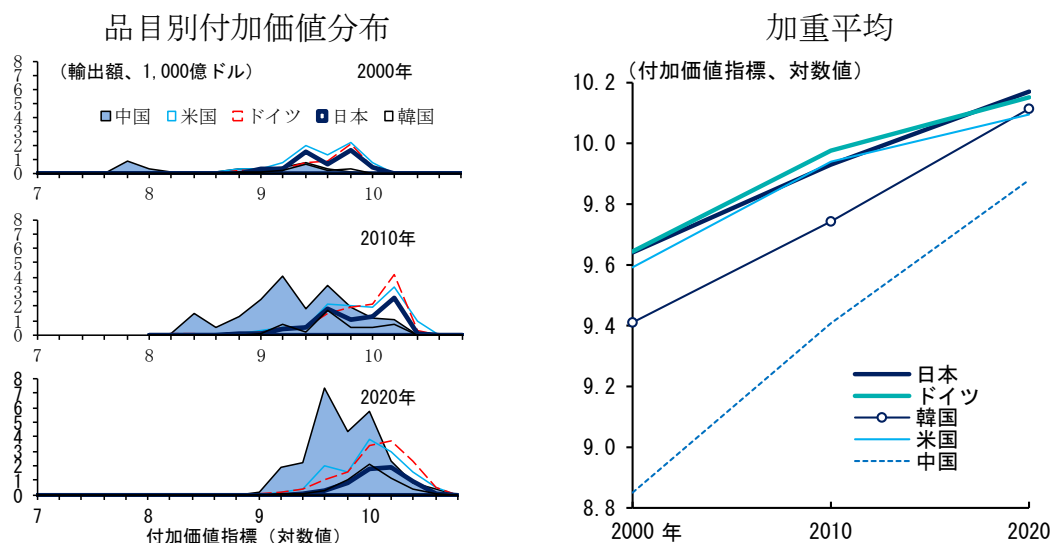 品目別付加価値分布
(輸出額、1,000億ドル)
2000年
中国 米国 ドイツ 日本 韓国
8
7
6
5
4
3
2
1
0
7 8 9 10
2010年
8
7
6
5
4
3
2
1
0
7 8 9 10
2020年
8
7
6
5
4
3
2
1
0
7 8 9 10
付加価値指標(対数値)
加重平均
(付加価値指標、対数値)
10.2
10.0
9.8
9.6
9.4
9.2
9.0
8.8
日本
ドイツ
韓国
米国
中国
2000 年 2010 2020